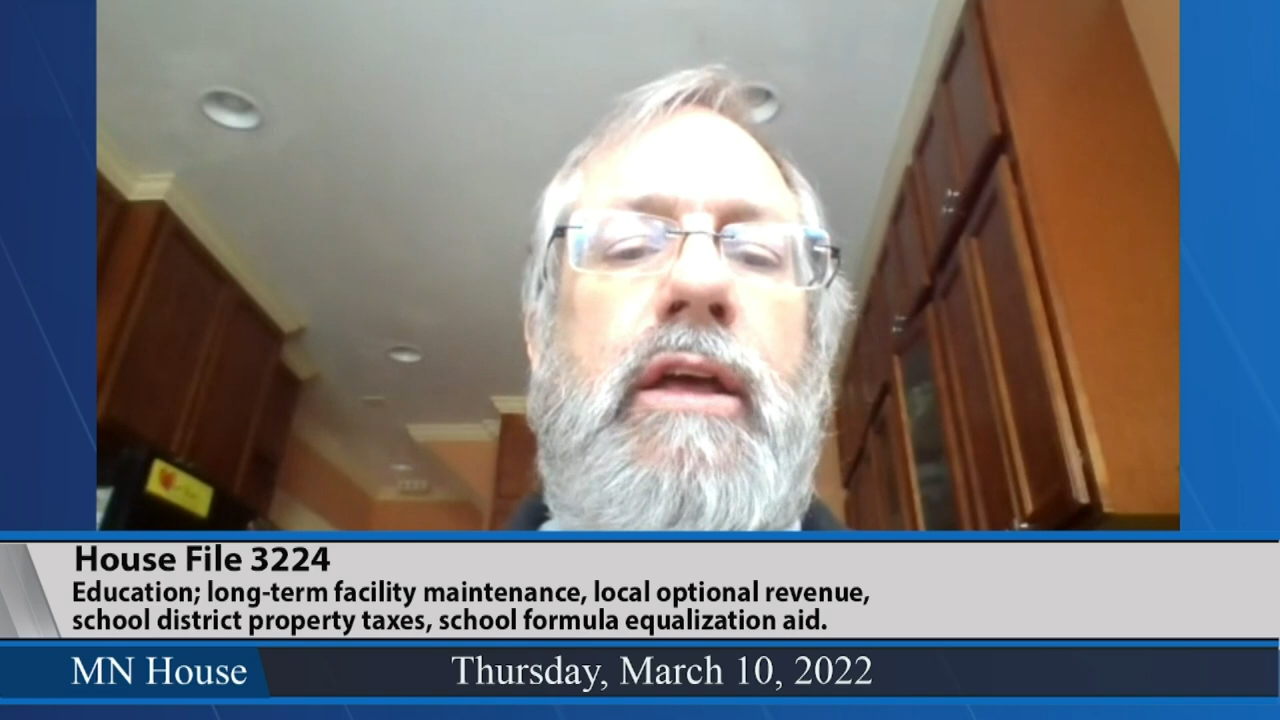 House File 3224
Education; long-term facility maintenance, local optional revenue,
school district property taxes, school formula equalization aid.
MN House
Thursday, March 10, 2022